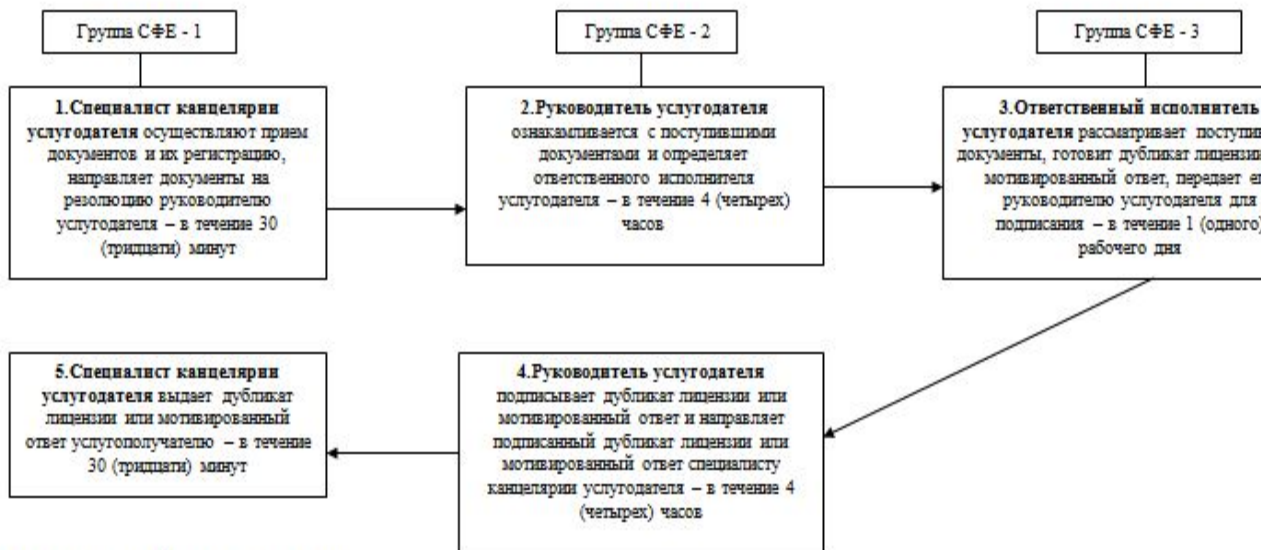 Группа СФЕ - 1
Группа СФЕ - 2
Группа СФЕ - 3
1.Специалист канцелярии
услугодателя осуществляют прием
документов и их регистрацию,
направляет документы на
резолюцию руководителю
услугодателя – в течение 30
(тридцати) минут
2.Руководитель услугодателя
ознакамливается с поступившими
документами и определяет
ответственного исполнителя
услугодателя – в течение 4 (четырех)
часов
3.Ответственный исполнитель
услугодателя рассматривает
документы, готовит дубликат
мотивированный ответ, передает
руководителю услугодателя для
подписания – в течение 1 (одного)
рабочего дня
4.Руководитель услугодателя
подписывает дубликат лицензии или
мотивированный ответ и направляет
подписанный дубликат лицензии или
мотивированный ответ специалисту
канцелярии услугодателя – в течение 4
(четырех) часов
5.Специалист канцелярии
услугодателя выдает дубликат
лицензии или мотивированный
ответ услугополучателю – в течение
30 (тридцати) минут